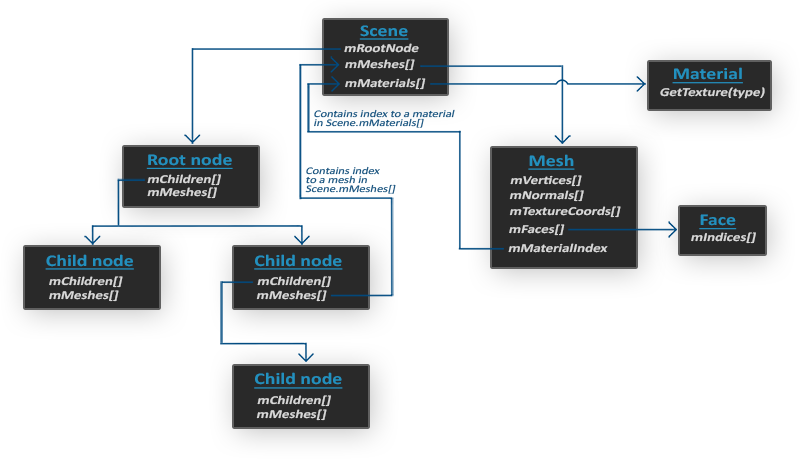 Scene
mRootNode
mMeshes[]
mMaterials[]
Material
GetTexture(type)
Contains index to a material
in Scene.mMaterials[]
Root node
mChildren[]
mMeshes[]
Contains index
to a mesh in
Scene.mMeshes[]
Mesh
mVertices[]
mNormals[]
mTextureCoords[]
mFaces[]
mMaterialIndex
Face
mIndices[]
Child node
mChildren[]
mMeshes[]
Child node
mChildren[]
mMeshes[]
Child node
mChildren[]
mMeshes[]